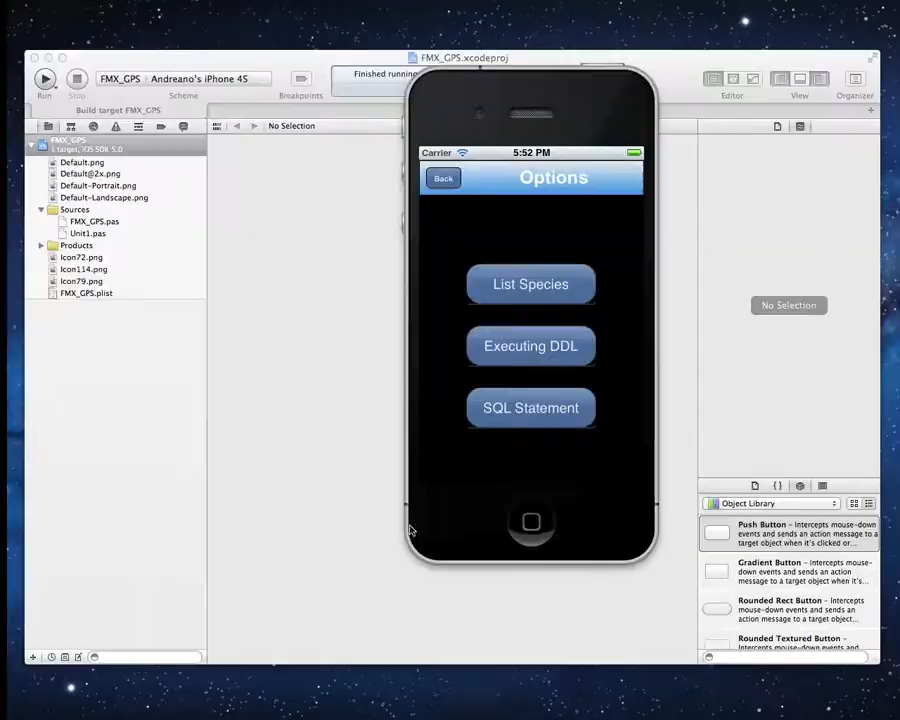 FMX_GPS.xcodeproj
FMX_GPS › Andreano's iPhone 4S
Finished running
Run
Stop
Scheme
Breakpoints
Editor
View
Organizer
Build target FMX_GPS
No Selection
FMX_GPS
1 target, iOS SDK 5.0
Default.png
Default@2x.png
Default-Portrait.png
Default-Landscape.png
Sources
FMX_GPS.pas
Unit1.pas
Products
Icon72.png
Icon114.png
Icon79.png
FMX_GPS.plist
Carrier
5:52 PM
Back
Options
List Species
Executing DDL
SQL Statement
No Selection
{ }
Object Library
Push Button – Intercepts mouse-down
events and sends an action message to a
target object when it's clicked or...
Gradient Button – Intercepts mouse-
down events and sends an action
message to a target object when it's...
Rounded Rect Button – Intercepts
mouse-down events and sends an
action message to a target object...
Rounded Textured Button –
Intercepts mouse-down events and